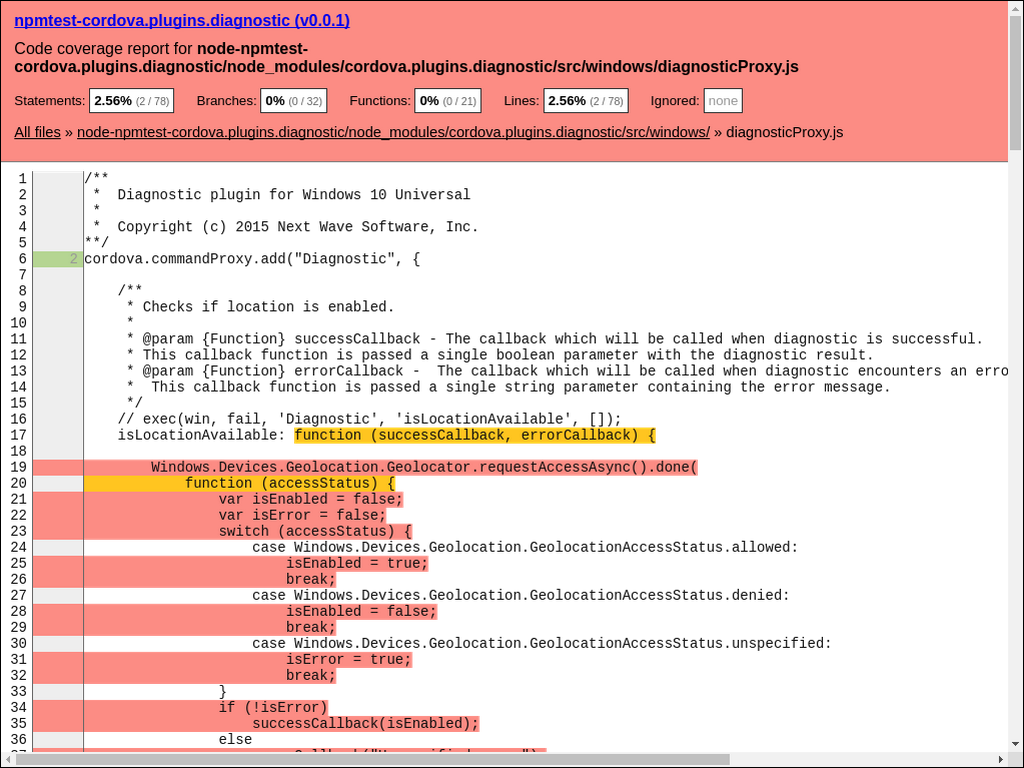 npmtest-cordova.plugins.diagnostic (v0.0.1)
Code coverage report for node-npmtest-
cordova.plugins.diagnostic/node_modules/cordova.plugins.diagnostic/src/windows/diagnosticProxy.js
Statements: 2.56% (2 / 78) Branches: 0% (0 / 32) Functions: 0% (0 / 21) Lines: 2.56% (2 / 78) Ignored: none
All files » node-npmtest-cordova.plugins.diagnostic/node_modules/cordova.plugins.diagnostic/src/windows/ » diagnosticProxy.js
1 /**
2  *  Diagnostic plugin for Windows 10 Universal
3  *
4  *  Copyright (c) 2015 Next Wave Software, Inc.
5 **/
6 2 cordova.commandProxy.add("Diagnostic", {
7
8     /**
9      * Checks if location is enabled.
10      *
11      * @param {Function} successCallback - The callback which will be called when diagnostic is successful.
12      * This callback function is passed a single boolean parameter with the diagnostic result.
13      * @param {Function} errorCallback -  The callback which will be called when diagnostic encounters an erro
14      *  This callback function is passed a single string parameter containing the error message.
15      */
16     // exec(win, fail, 'Diagnostic', 'isLocationAvailable', []);
17     isLocationAvailable: function (successCallback, errorCallback) {
18
19         Windows.Devices.Geolocation.Geolocator.requestAccessAsync().done(
20             function (accessStatus) {
21                 var isEnabled = false;
22                 var isError = false;
23                 switch (accessStatus) {
24                     case Windows.Devices.Geolocation.GeolocationAccessStatus.allowed:
25                         isEnabled = true;
26                         break;
27                     case Windows.Devices.Geolocation.GeolocationAccessStatus.denied:
28                         isEnabled = false;
29                         break;
30                     case Windows.Devices.Geolocation.GeolocationAccessStatus.unspecified:
31                         isError = true;
32                         break;
33                 }
34                 if (!isError)
35                     successCallback(isEnabled);
36                 else